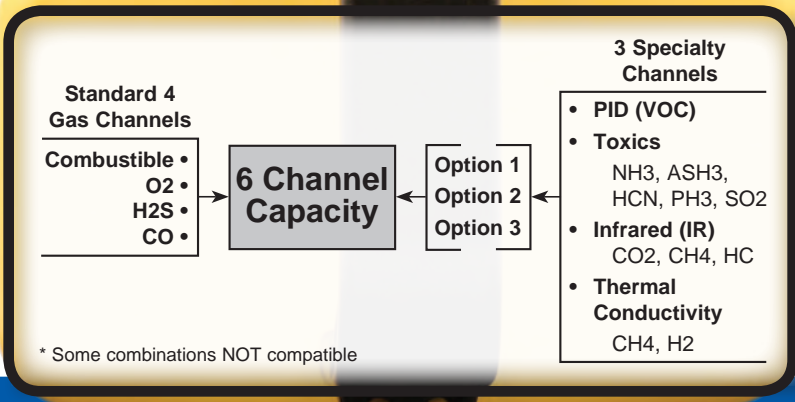 Standard 4
Gas Channels
Combustible •
O2 •
H2S •
CO •
6 Channel
Capacity
Option 1
Option 2
Option 3
3 Specialty
Channels
• PID (VOC)
• Toxics
NH3, ASH3,
HCN, PH3, SO2
• Infrared (IR)
CO2, CH4, HC
• Thermal
Conductivity
CH4, H2
* Some combinations NOT compatible